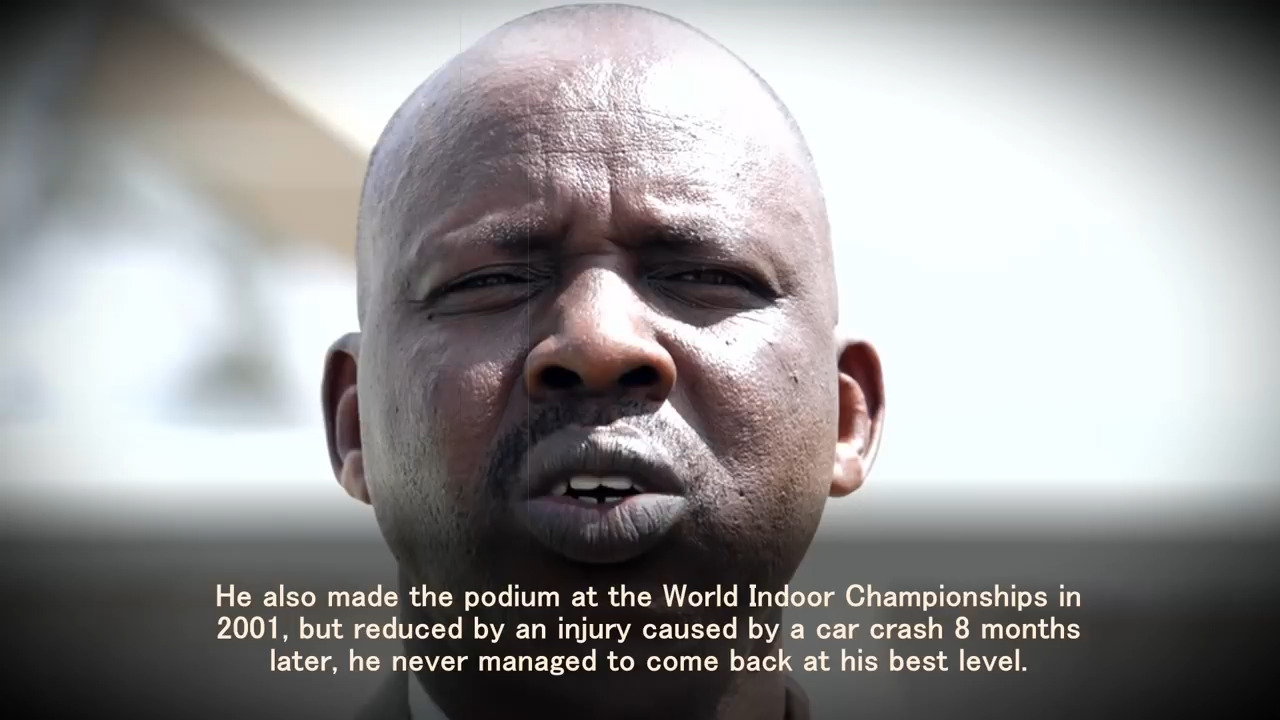 He also made the podium at the World Indoor Championships in
2001, but reduced by an injury caused by a car crash 8 months
later, he never managed to come back at his best level.